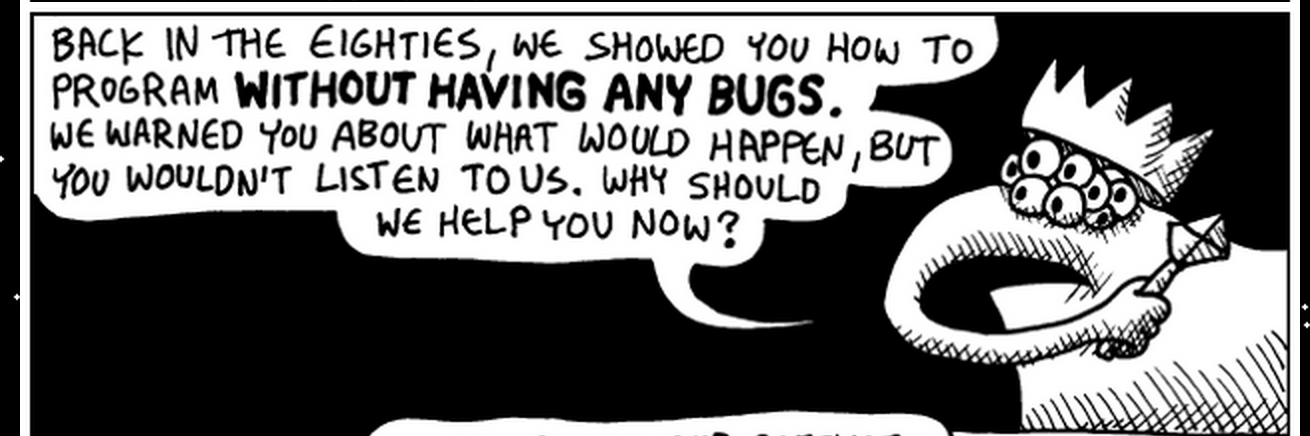 BACK IN THE EIGHTIES, WE SHOWED YOU HOW TO
PROGRAM WITHOUT HAVING ANY BUGS.
WE WARNED YOU ABOUT WHAT WOULD HAPPEN, BUT
YOU WOULDN'T LISTEN TO US. WHY SHOULD
WE HELP YOU NOW?